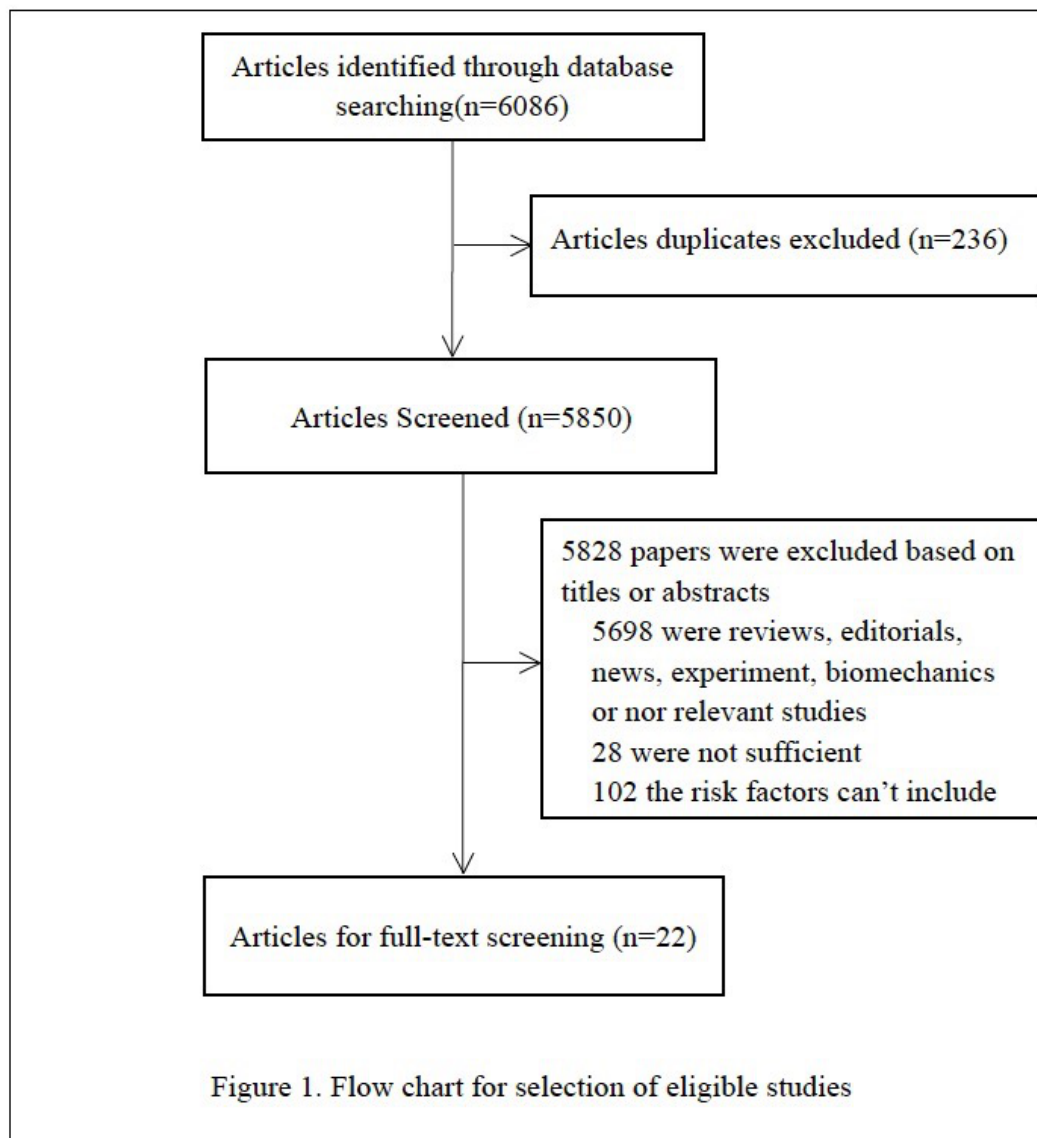 Articles identified through database
searching(n=6086)
Articles duplicates excluded (n=236)
Articles Screened (n=5850)
5828 papers were excluded based on
titles or abstracts
5698 were reviews, editorials,
news, experiment, biomechanics
or nor relevant studies
28 were not sufficient
102 the risk factors can’t include
Articles for full-text screening (n=22)
Figure 1. Flow chart for selection of eligible studies